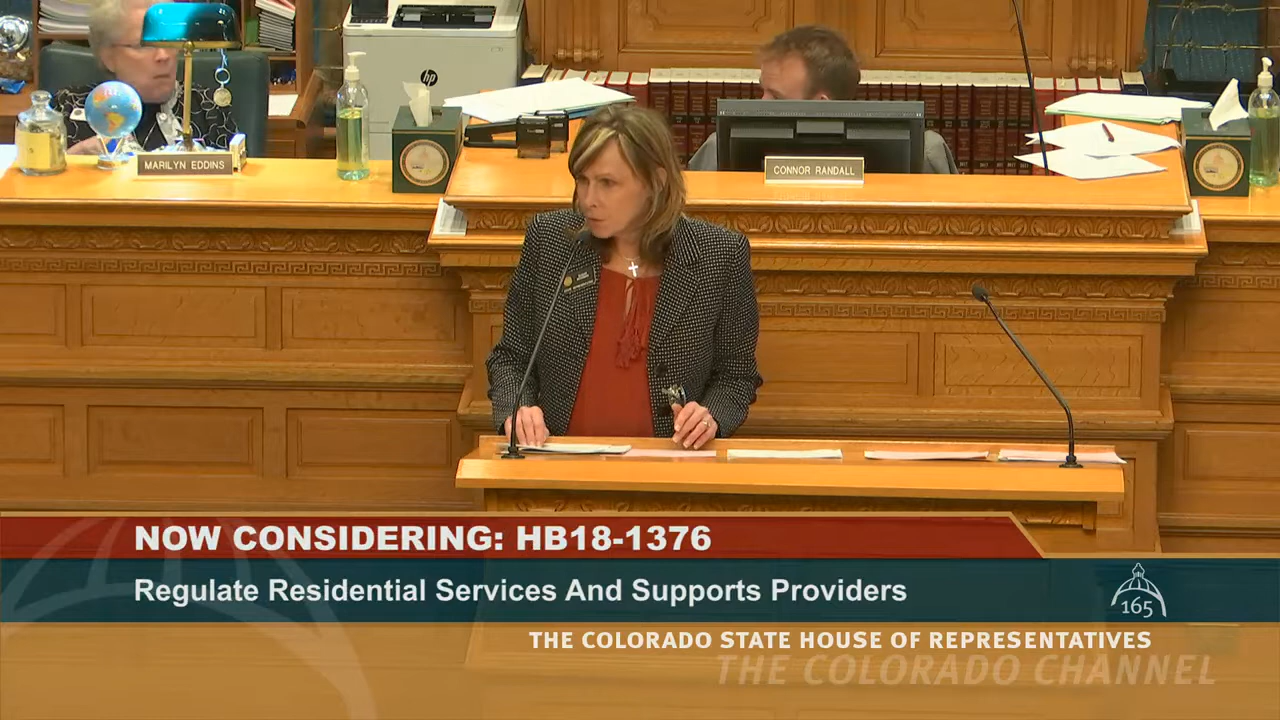 hp
MARILYN EDDINS
CONNOR RANDALL
NOW CONSIDERING: HB18-1376
Regulate Residential Services And Supports Providers
165
THE COLORADO STATE HOUSE OF REPRESENTATIVES
THE COLORADO CHANNEL